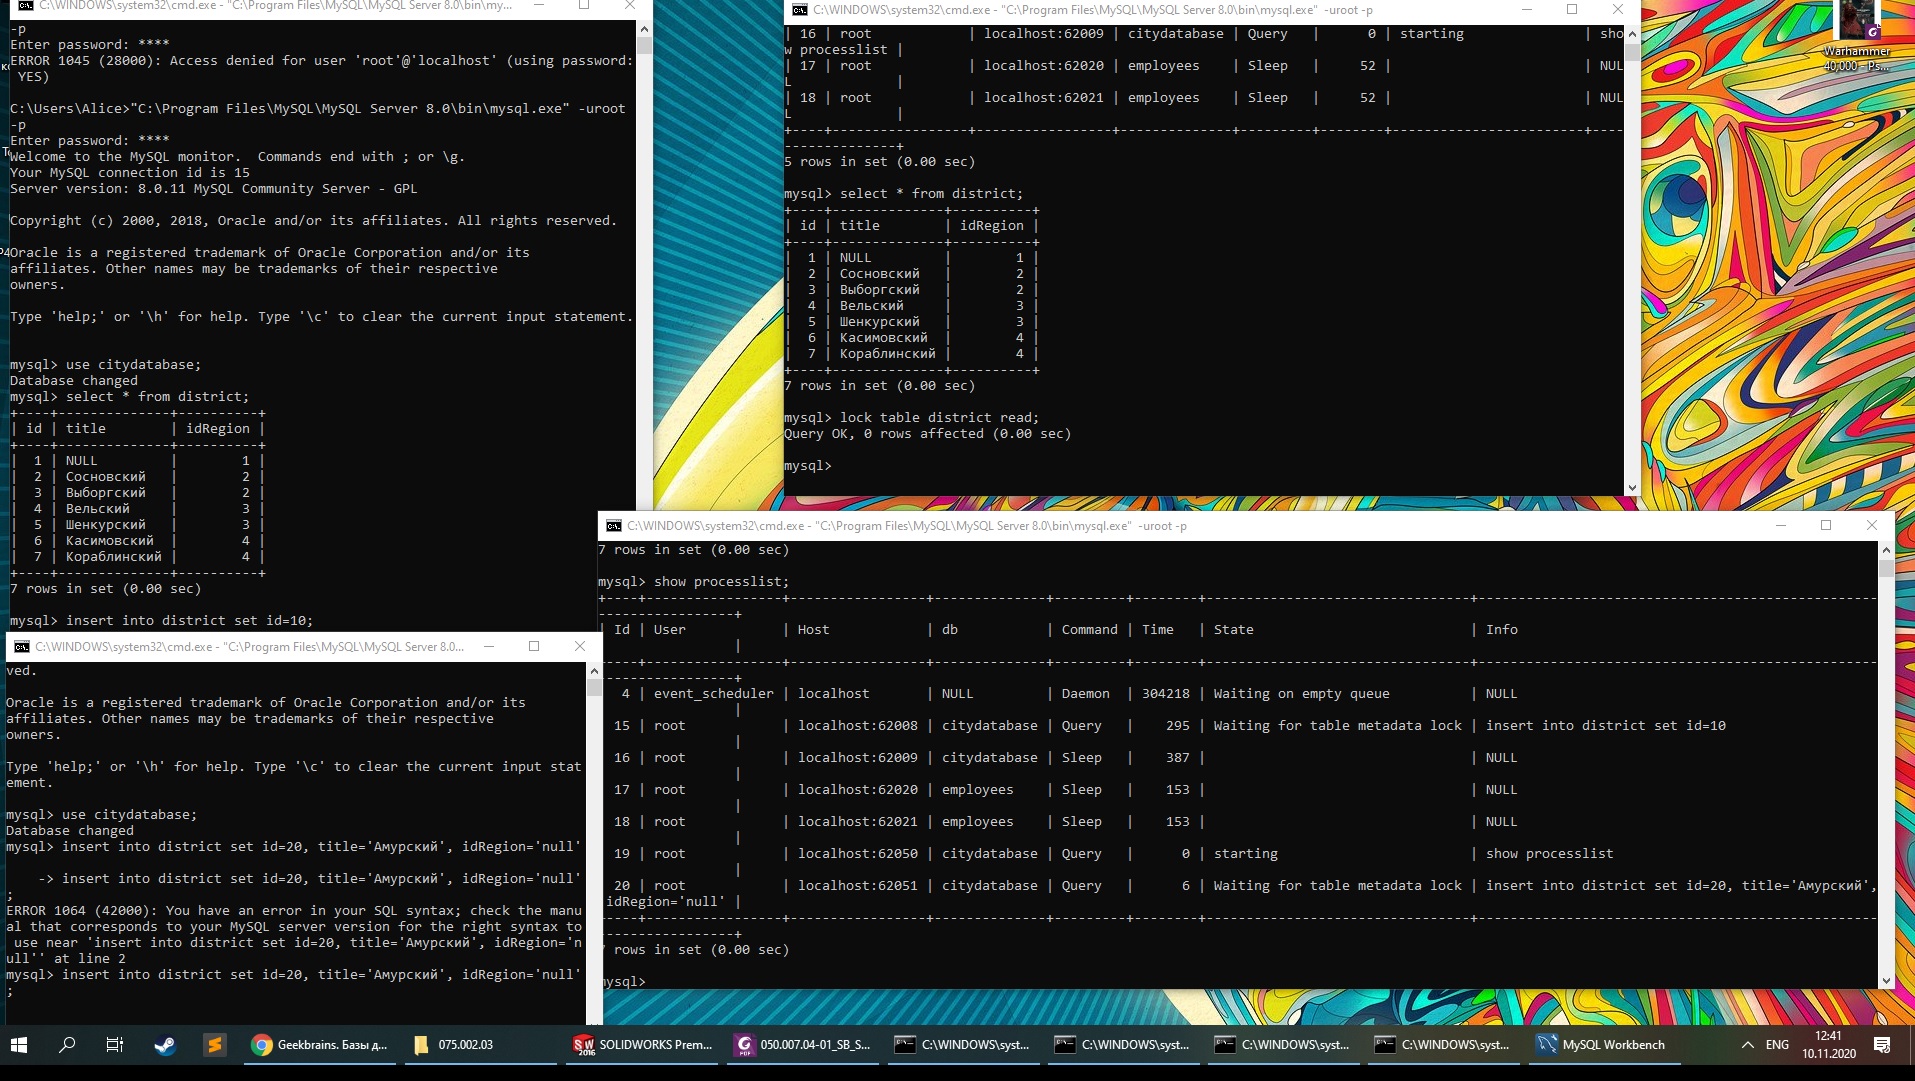 C:\WINDOWS\system32\cmd.exe - "C:\Program Files\MySQL\MySQL Server 8.0\bin\my...
-p
Enter password: ****
ERROR 1045 (28000): Access denied for user 'root'@'localhost' (using password:
 YES)
C:\Users\Alice>"C:\Program Files\MySQL\MySQL Server 8.0\bin\mysql.exe" -uroot
-p
Enter password: ****
Welcome to the MySQL monitor.  Commands end with ; or \g.
Your MySQL connection id is 15
Server version: 8.0.11 MySQL Community Server - GPL
Copyright (c) 2000, 2018, Oracle and/or its affiliates. All rights reserved.
Oracle is a registered trademark of Oracle Corporation and/or its
affiliates. Other names may be trademarks of their respective
owners.
Type 'help;' or '\h' for help. Type '\c' to clear the current input statement.
mysql> use citydatabase;
Database changed
mysql> select * from district;
+----+-------------+----------+
| id | title       | idRegion |
+----+-------------+----------+
|  1 | NULL        |        1 |
|  2 | Сосновский  |        2 |
|  3 | Выборгский  |        2 |
|  4 | Вельский    |        3 |
|  5 | Шенкурский  |        3 |
|  6 | Касимовский |        4 |
|  7 | Кораблинский |        4 |
+----+-------------+----------+
7 rows in set (0.00 sec)
mysql> insert into district set id=10;
C:\WINDOWS\system32\cmd.exe - "C:\Program Files\MySQL\MySQL Server 8.0\bin\mysql.exe"  -uroot -p
| 16 | root            | localhost:62009 | citydatabase | Query   |      0 | starting               | sho
w processlist |
| 17 | root            | localhost:62020 | employees    | Sleep   |     52 |                        | NUL
L             |
| 18 | root            | localhost:62021 | employees    | Sleep   |     52 |                        | NUL
L             |
+----+-----------------+-----------------+--------------+---------+--------+------------------------+----
--------------+
5 rows in set (0.00 sec)
mysql> select * from district;
+----+--------------+----------+
| id | title        | idRegion |
+----+--------------+----------+
|  1 | NULL         |        1 |
|  2 | Сосновский   |        2 |
|  3 | Выборгский   |        2 |
|  4 | Вельский     |        3 |
|  5 | Шенкурский   |        3 |
|  6 | Касимовский  |        4 |
|  7 | Кораблинский |        4 |
+----+--------------+----------+
7 rows in set (0.00 sec)
mysql> lock table district read;
Query OK, 0 rows affected (0.00 sec)
mysql>
Warhammer
40,000 - Ps...
C:\WINDOWS\system32\cmd.exe - "C:\Program Files\MySQL\MySQL Server 8.0\bin\mysql.exe"  -uroot -p
7 rows in set (0.00 sec)
mysql> show processlist;
| Id | User            | Host            | db           | Command | Time   | State                           | Info
|
|  4 | event_scheduler | localhost       | NULL         | Daemon  | 304218 | Waiting on empty queue          | NULL
|
| 15 | root            | localhost:62008 | citydatabase | Query   |    295 | Waiting for table metadata lock | insert into district set id=10
|
| 16 | root            | localhost:62009 | citydatabase | Sleep   |    387 |                                 | NULL
|
| 17 | root            | localhost:62020 | employees    | Sleep   |    153 |                                 | NULL
|
| 18 | root            | localhost:62021 | employees    | Sleep   |    153 |                                 | NULL
|
| 19 | root            | localhost:62050 | citydatabase | Query   |      0 | starting                        | show processlist
|
| 20 | root            | localhost:62051 | citydatabase | Query   |      6 | Waiting for table metadata lock | insert into district set id=20, title='Амурский',
idRegion='null' |
7 rows in set (0.00 sec)
mysql>
C:\WINDOWS\system32\cmd.exe - "C:\Program Files\MySQL\MySQL Server 8.0...
ved.
Oracle is a registered trademark of Oracle Corporation and/or its
affiliates. Other names may be trademarks of their respective
owners.
Type 'help;' or '\h' for help. Type '\c' to clear the current input stat
ement.
mysql> use citydatabase;
Database changed
mysql> insert into district set id=20, title='Амурский', idRegion='null'
    -> insert into district set id=20, title='Амурский', idRegion='null'
;
ERROR 1064 (42000): You have an error in your SQL syntax; check the manu
al that corresponds to your MySQL server version for the right syntax to
 use near 'insert into district set id=20, title='Амурский', idRegion='n
ull'' at line 2
mysql> insert into district set id=20, title='Амурский', idRegion='null'
;
Geekbrains. Базы д...
075.002.03
SOLIDWORKS Prem...
050.007.04-01_SB_S...
C:\WINDOWS\syst...
C:\WINDOWS\syst...
C:\WINDOWS\syst...
C:\WINDOWS\syst...
MySQL Workbench
ENG
12:41
10.11.2020